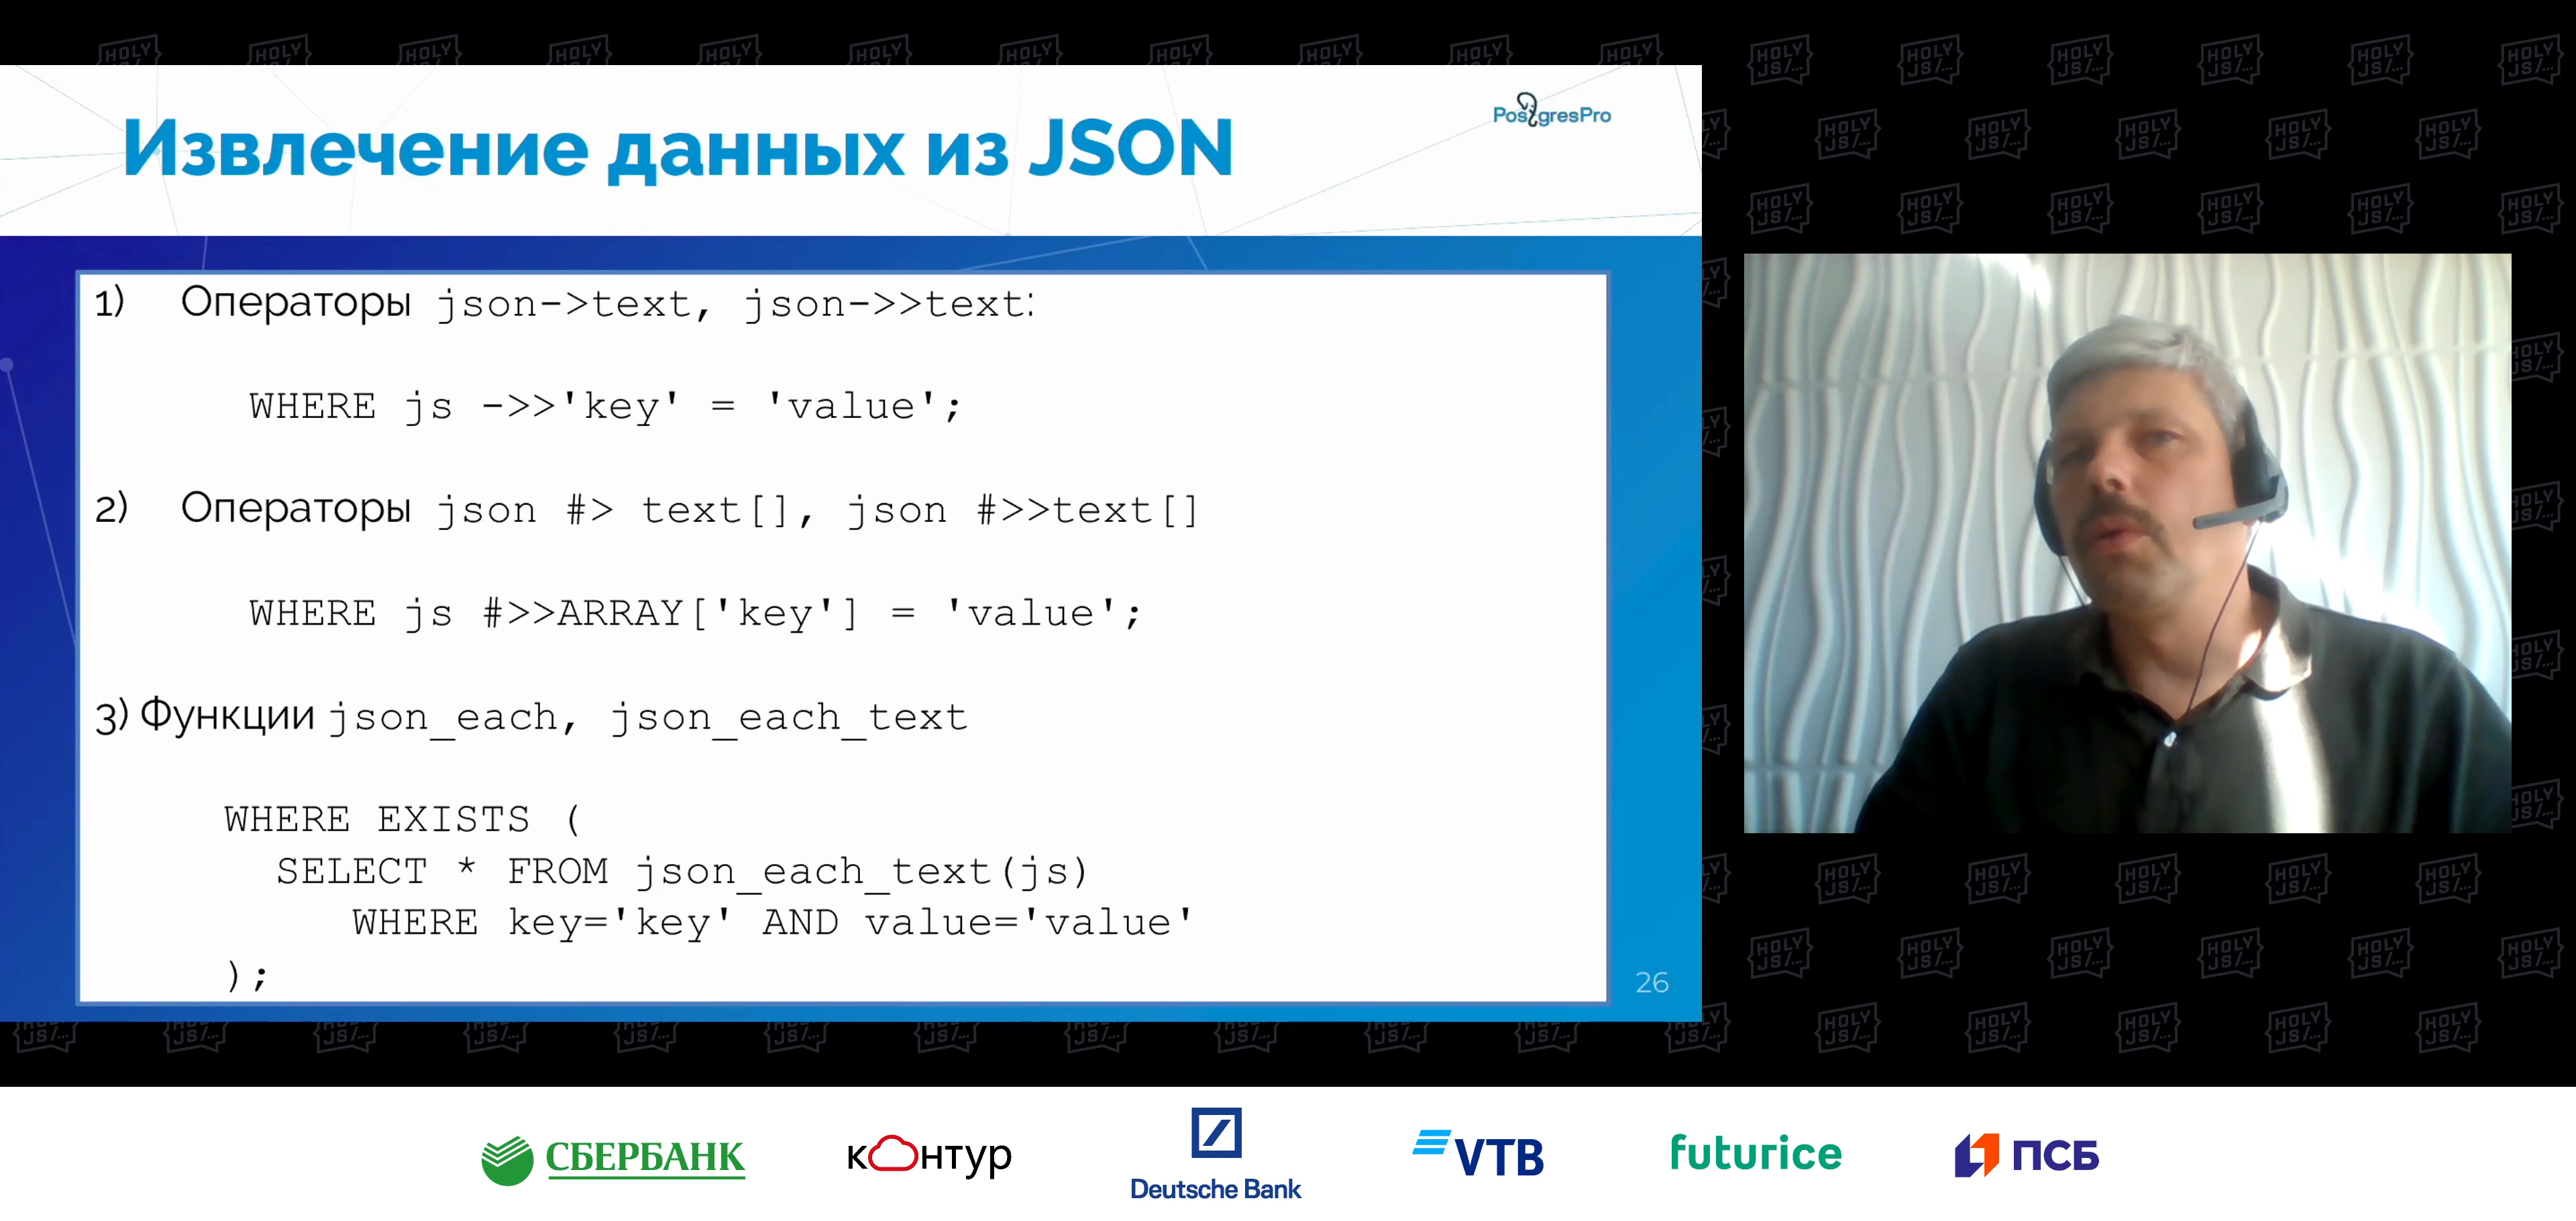 Извлечение данных из JSON
PostgresPro
1) Операторы json->text, json->>text:
WHERE js ->>'key' = 'value';
2) Операторы json #> text[], json #>>text[]
WHERE js #>>ARRAY['key'] = 'value';
3) Функции json_each, json_each_text
WHERE EXISTS (
SELECT * FROM json_each_text(js)
WHERE key='key' AND value='value'
);
26
HOLY
JS/...
СБЕРБАНК
контур
Deutsche Bank
VTB
futurice
ПСБ